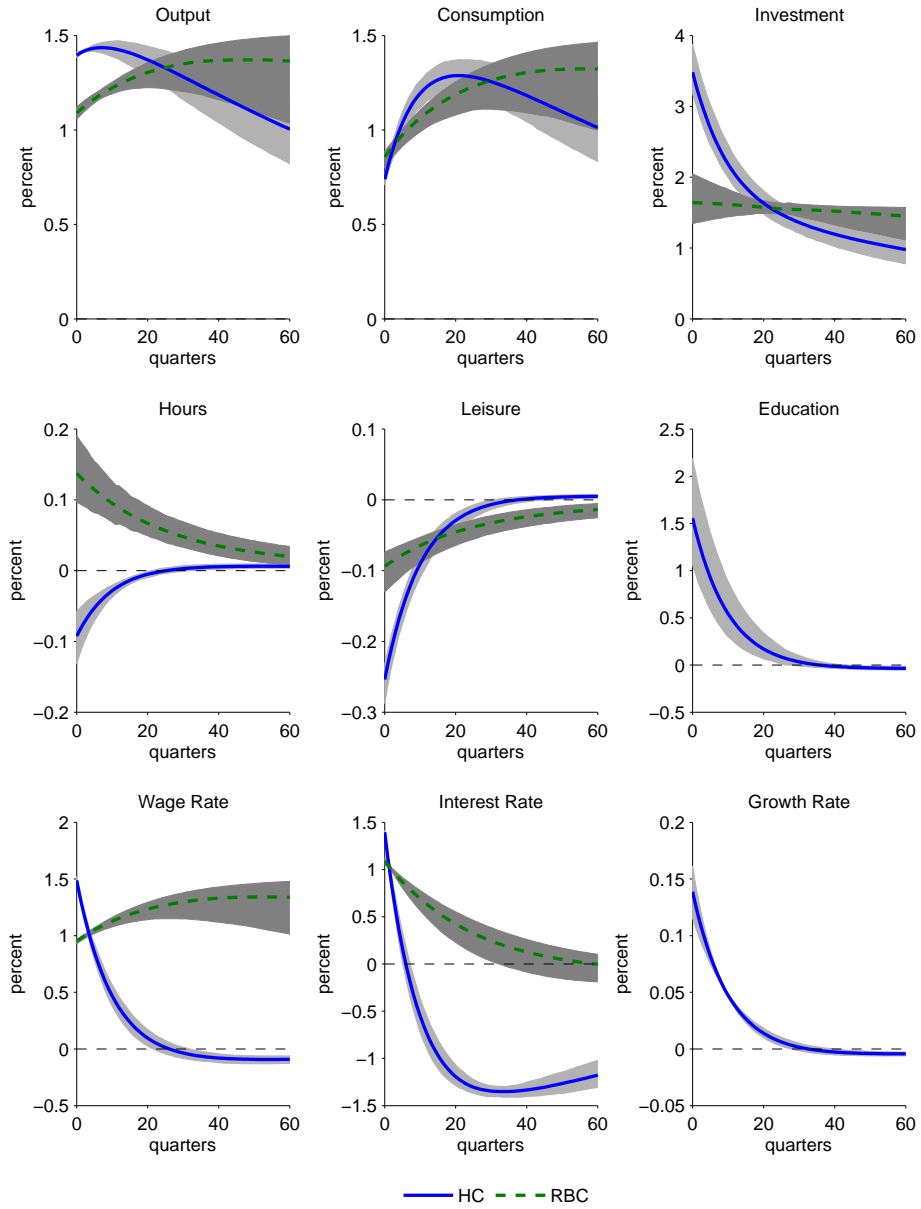 Output Consumption Investment
1.5 1.5 4
3
1 1
percent percent percent
2
0.5 0.5
1
0 0 0
0 20 40 60 0 20 40 60 0 20 40 60
quarters quarters quarters
Hours Leisure Education
0.2 0.1 2.5
2
0.1 0
1.5
percent percent percent
0 −0.1 1
0.5
−0.1 −0.2
0
−0.2 −0.3 −0.5
0 20 40 60 0 20 40 60 0 20 40 60
quarters quarters quarters
Wage Rate Interest Rate Growth Rate
2 1.5 0.2
1.5 1 0.15
0.5
1 0.1
percent percent percent
0
0.5 0.05
−0.5
0 −1 0
−0.5 −1.5 −0.05
0 20 40 60 0 20 40 60 0 20 40 60
quarters quarters quarters
HC RBC